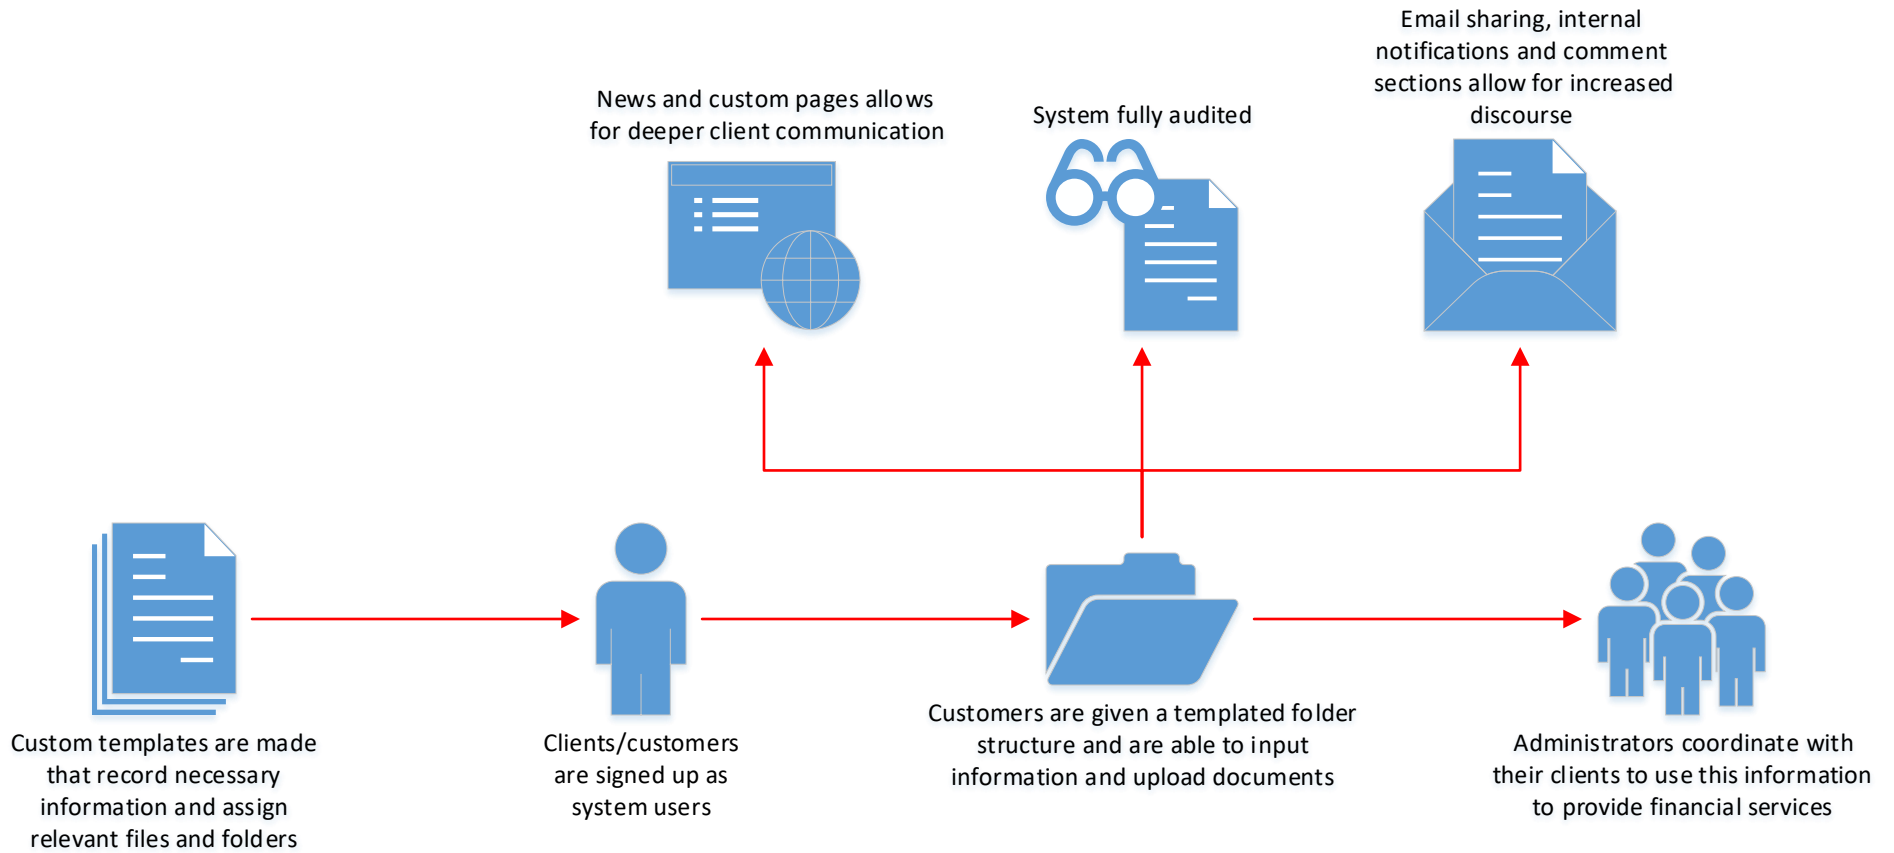 News and custom pages allows
for deeper client communication
System fully audited
Email sharing, internal
notifications and comment
sections allow for increased
discourse
Custom templates are made
that record necessary
information and assign
relevant files and folders
Clients/customers
are signed up as
system users
Customers are given a templated folder
structure and are able to input
information and upload documents
Administrators coordinate with
their clients to use this information
to provide financial services